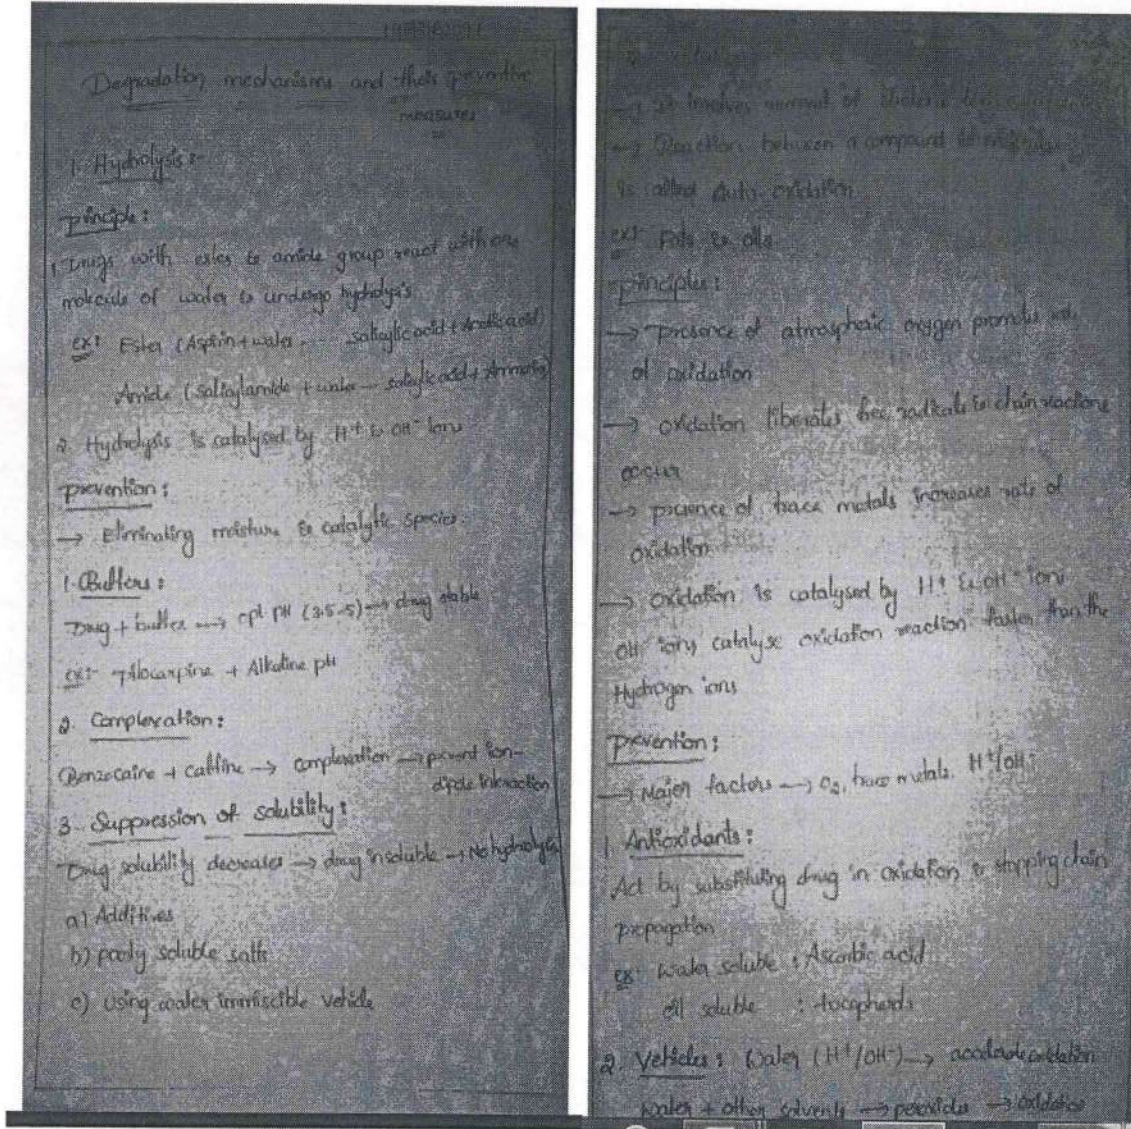 Degradation mechanisms and their preventive
measures
1. Hydrolysis:-
principle:
1. Drugs with ester & amide group react with one
molecule of water & undergo hydrolysis
ex:- Ester (Aspirin + water --- salicylic acid + Acetic acid)
Amide (salicylamide + water --- salicylic acid + Ammonia)
2. Hydrolysis is catalysed by H+ & OH- ions
prevention:
→ Eliminating moisture & catalytic species.
1. Buffers:
Drug + buffer → opt pH (3.5-5) → drug stable
ex:- pilocarpine + Alkaline pH
2. Complexation:
Benzocaine + caffine → complexation → prevent ion-
dipole interaction
3. Suppression of solubility:
Drug solubility decreases → drug insoluble → No hydrolysis
a) Additives
b) poorly soluble salts
c) using water immiscible vehicle
→ It involves removal of
→ Reaction between a compound &
is called Auto oxidation
ex:- Fats & oils
principles:
→ presence of atmospheric oxygen promotes
of oxidation
→ oxidation liberates free radicals & chain reactions
occur
→ presence of trace metals increases rate of
oxidation
→ oxidation is catalysed by H+ & OH- ions
OH- ions catalyse oxidation reaction faster than the
Hydrogen ions
prevention:
→ Major factors → O2, trace metals, H+/OH-
1. Antioxidants:
Act by substituting drug in oxidation & stopping chain
propagation
ex:- water soluble : Ascorbic acid
oil soluble : tocopherols
2. Vehicles: Water (H+/OH-) → accelerate oxidation
water + other solvents → peroxides → oxidation